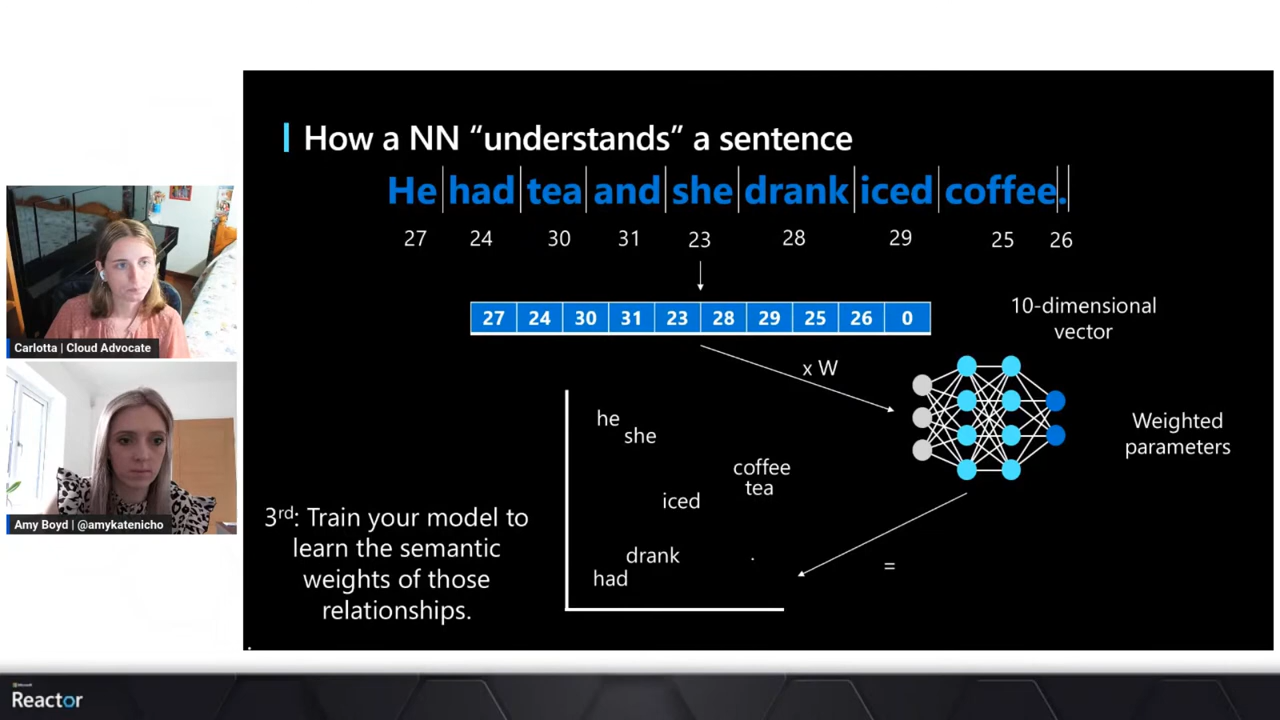 How a NN “understands” a sentence
He had tea and she drank iced coffee.
27 24 30 31 23 28 29 25 26
27 24 30 31 23 28 29 25 26 0
10-dimensional
vector
x W
Weighted
parameters
he
she
coffee
tea
iced
drank
.
had
=
3rd: Train your model to
learn the semantic
weights of those
relationships.
Carlotta | Cloud Advocate
Amy Boyd | @amykatenicho
Microsoft
Reactor